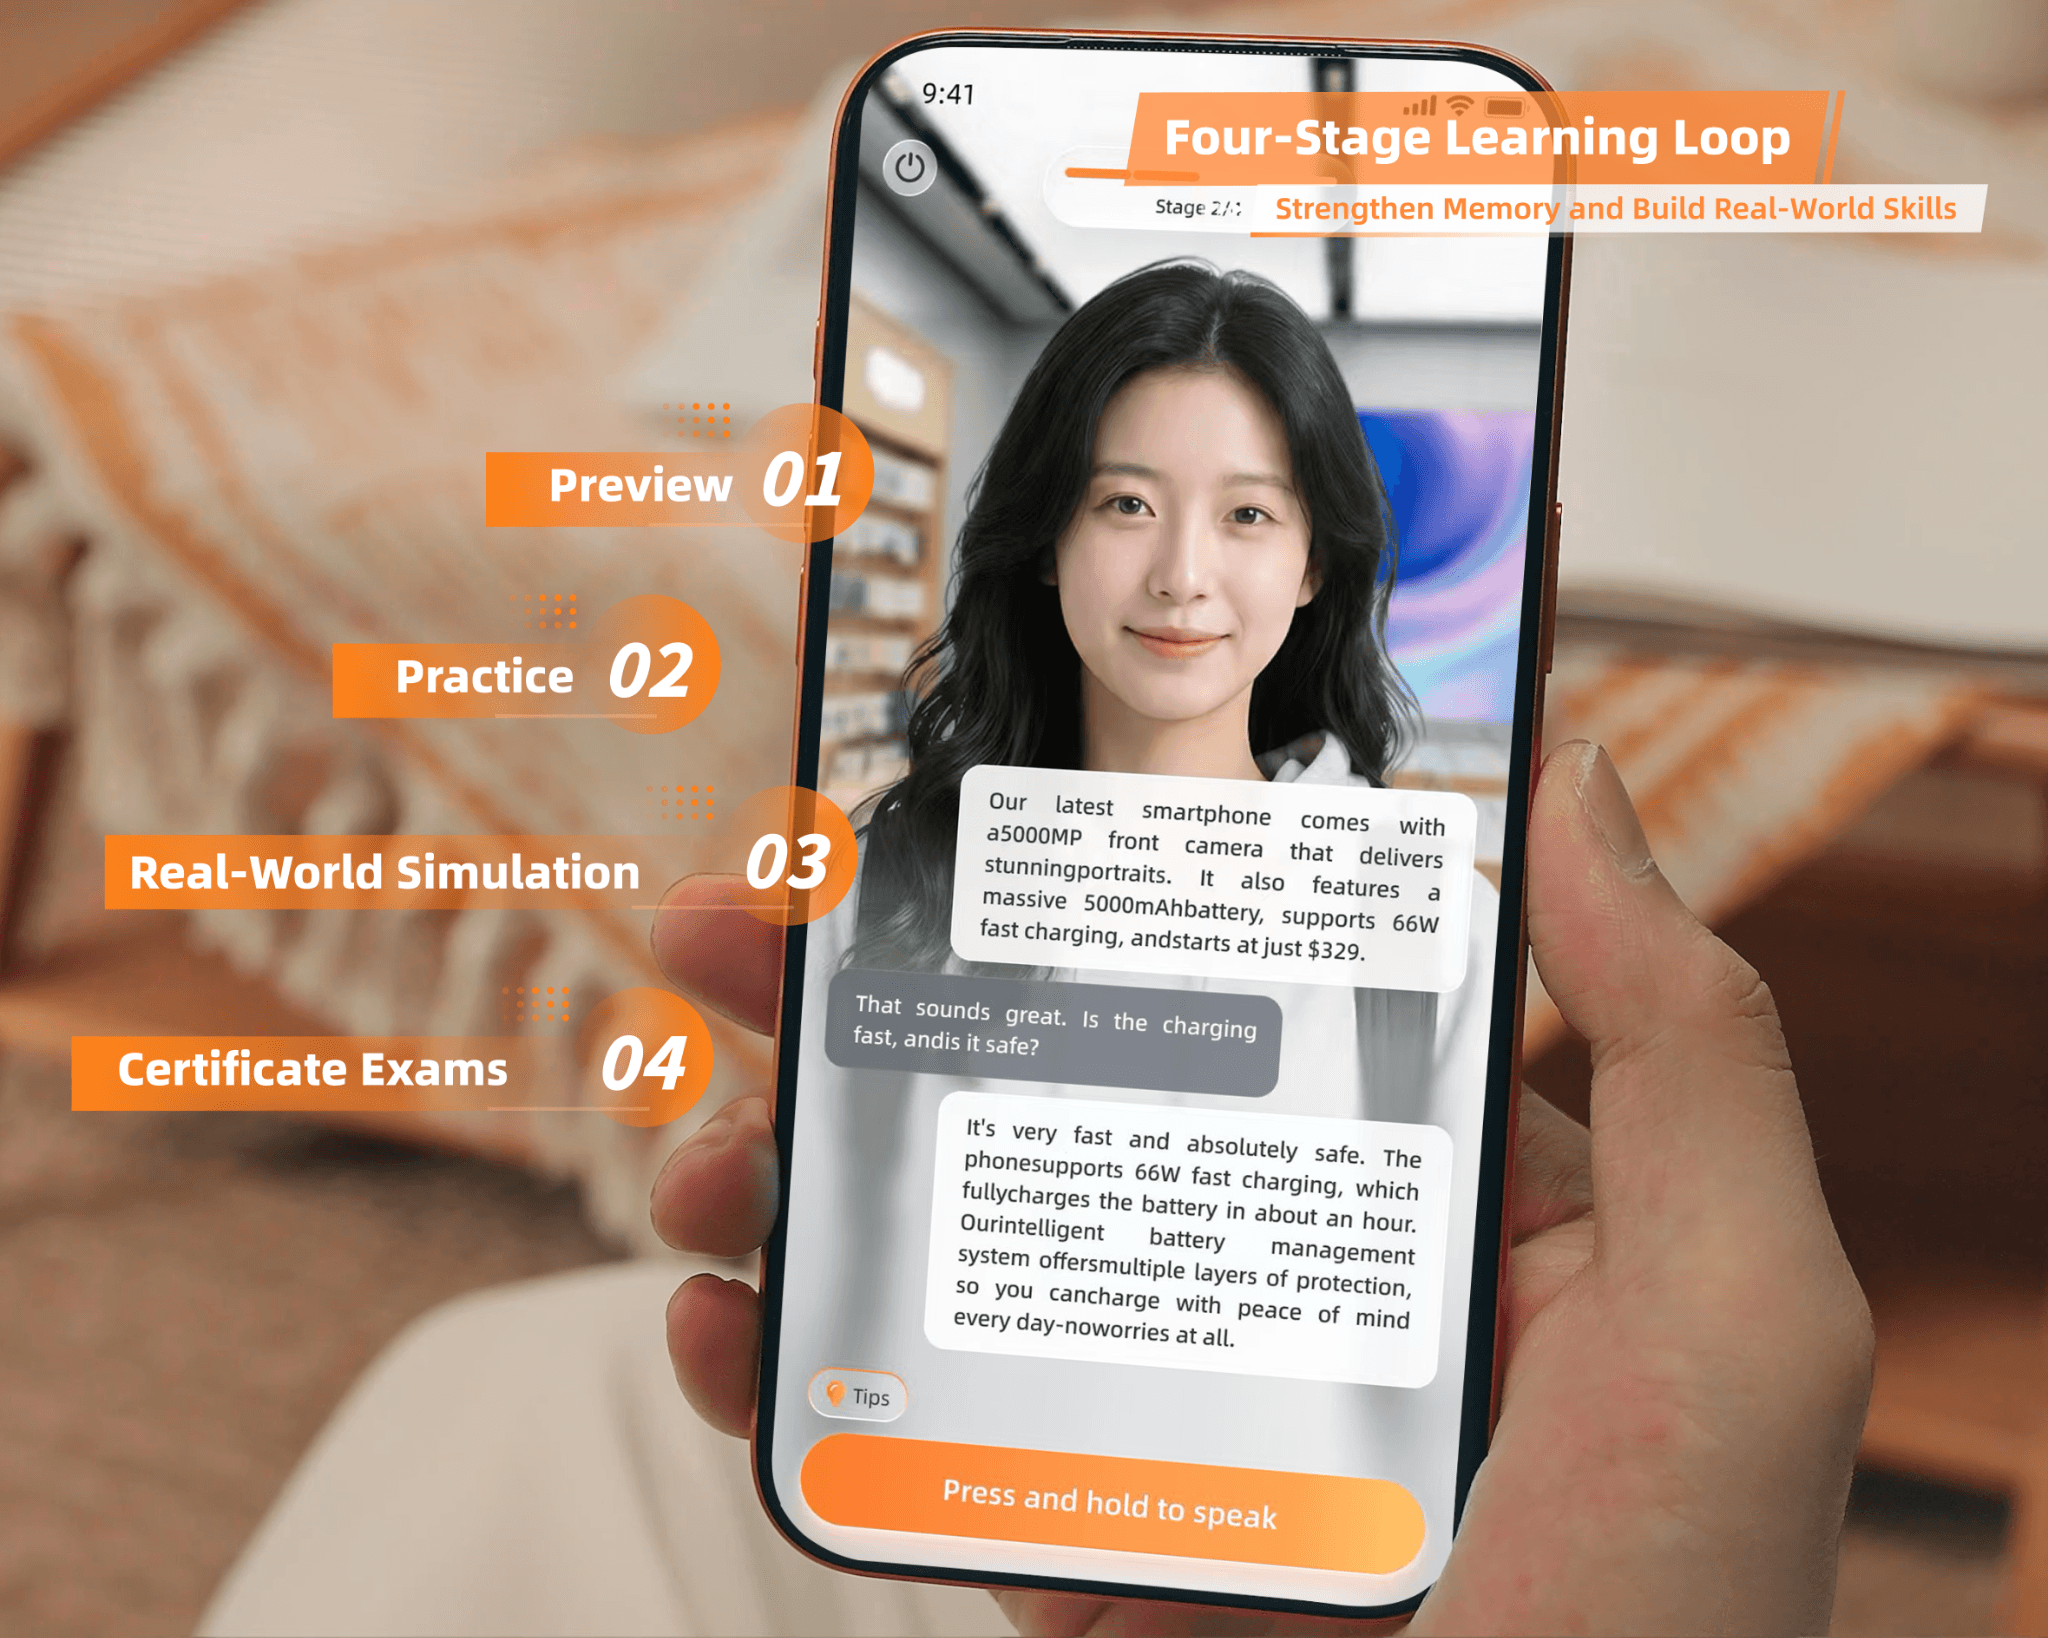 9:41
Four-Stage Learning Loop
Stage
Strengthen Memory and Build Real-World Skills
Preview 01
Practice 02
Real-World Simulation 03
Certificate Exams 04
Our latest smartphone comes with
a5000MP front camera that delivers
stunningportraits. It also features a
massive 5000mAhbattery, supports 66W
fast charging, andstarts at just $329.
That sounds great. Is the charging
fast, andis it safe?
It's very fast and absolutely safe. The
phonesupports 66W fast charging, which
fullycharges the battery in about an hour.
Ourintelligent battery management
system offersmultiple layers of protection,
so you cancharge with peace of mind
every day-noworries at all.
Tips
Press and hold to speak